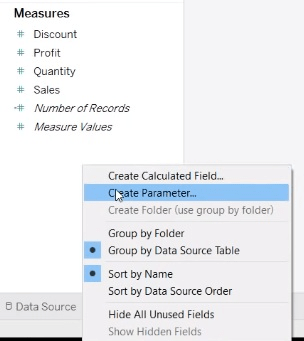 Measures
Discount
Profit
Quantity
Sales
Number of Records
Measure Values
Create Calculated Field...
Create Parameter...
Create Folder (use group by folder)
Group by Folder
Group by Data Source Table
Sort by Name
Sort by Data Source Order
Data Source
Hide All Unused Fields
Show Hidden Fields